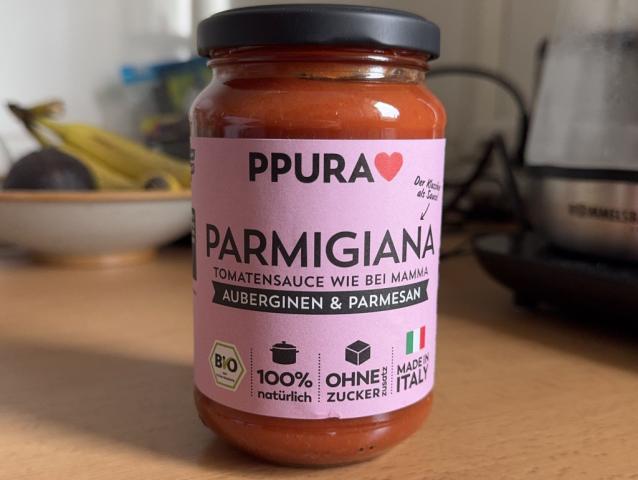 PPURA
Der Klassiker
als Sauce
PARMIGIANA
TOMATENSAUCE WIE BEI MAMMA
AUBERGINEN & PARMESAN
BIO
100%
natürlich
OHNE
ZUCKER
zusatz
MADE IN
ITALY